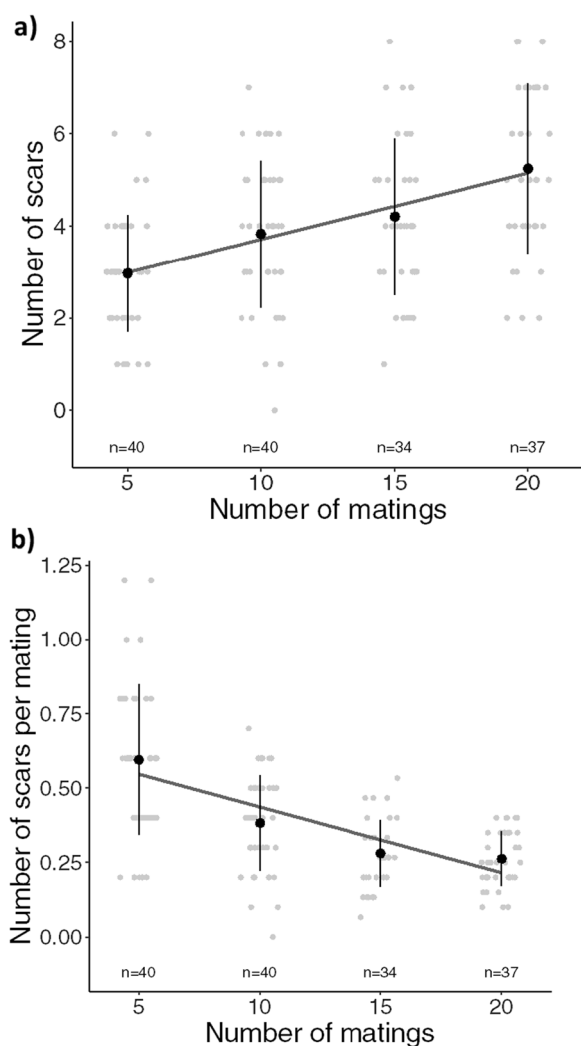 a)
Number of scars
8
6
4
2
0
n=40 n=40 n=34 n=37
5 10 15 20
Number of matings
b)
Number of scars per mating
1.25
1.00
0.75
0.50
0.25
0.00
n=40 n=40 n=34 n=37
5 10 15 20
Number of matings